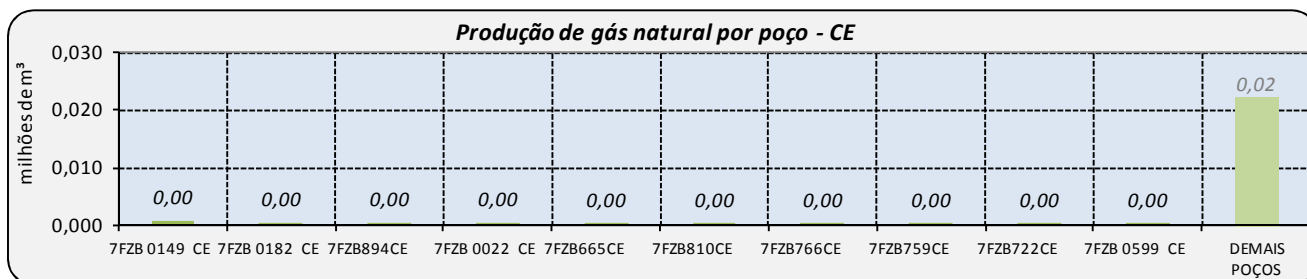 Produção de gás natural por poço - CE
milhões de m³
0,030
0,020
0,010
0,000
0,00 0,00 0,00 0,00 0,00 0,00 0,00 0,00 0,00 0,00 0,02
7FZB 0149 CE 7FZB 0182 CE 7FZB894CE 7FZB 0022 CE 7FZB665CE 7FZB810CE 7FZB766CE 7FZB759CE 7FZB722CE 7FZB 0599 CE DEMAIS
POÇOS